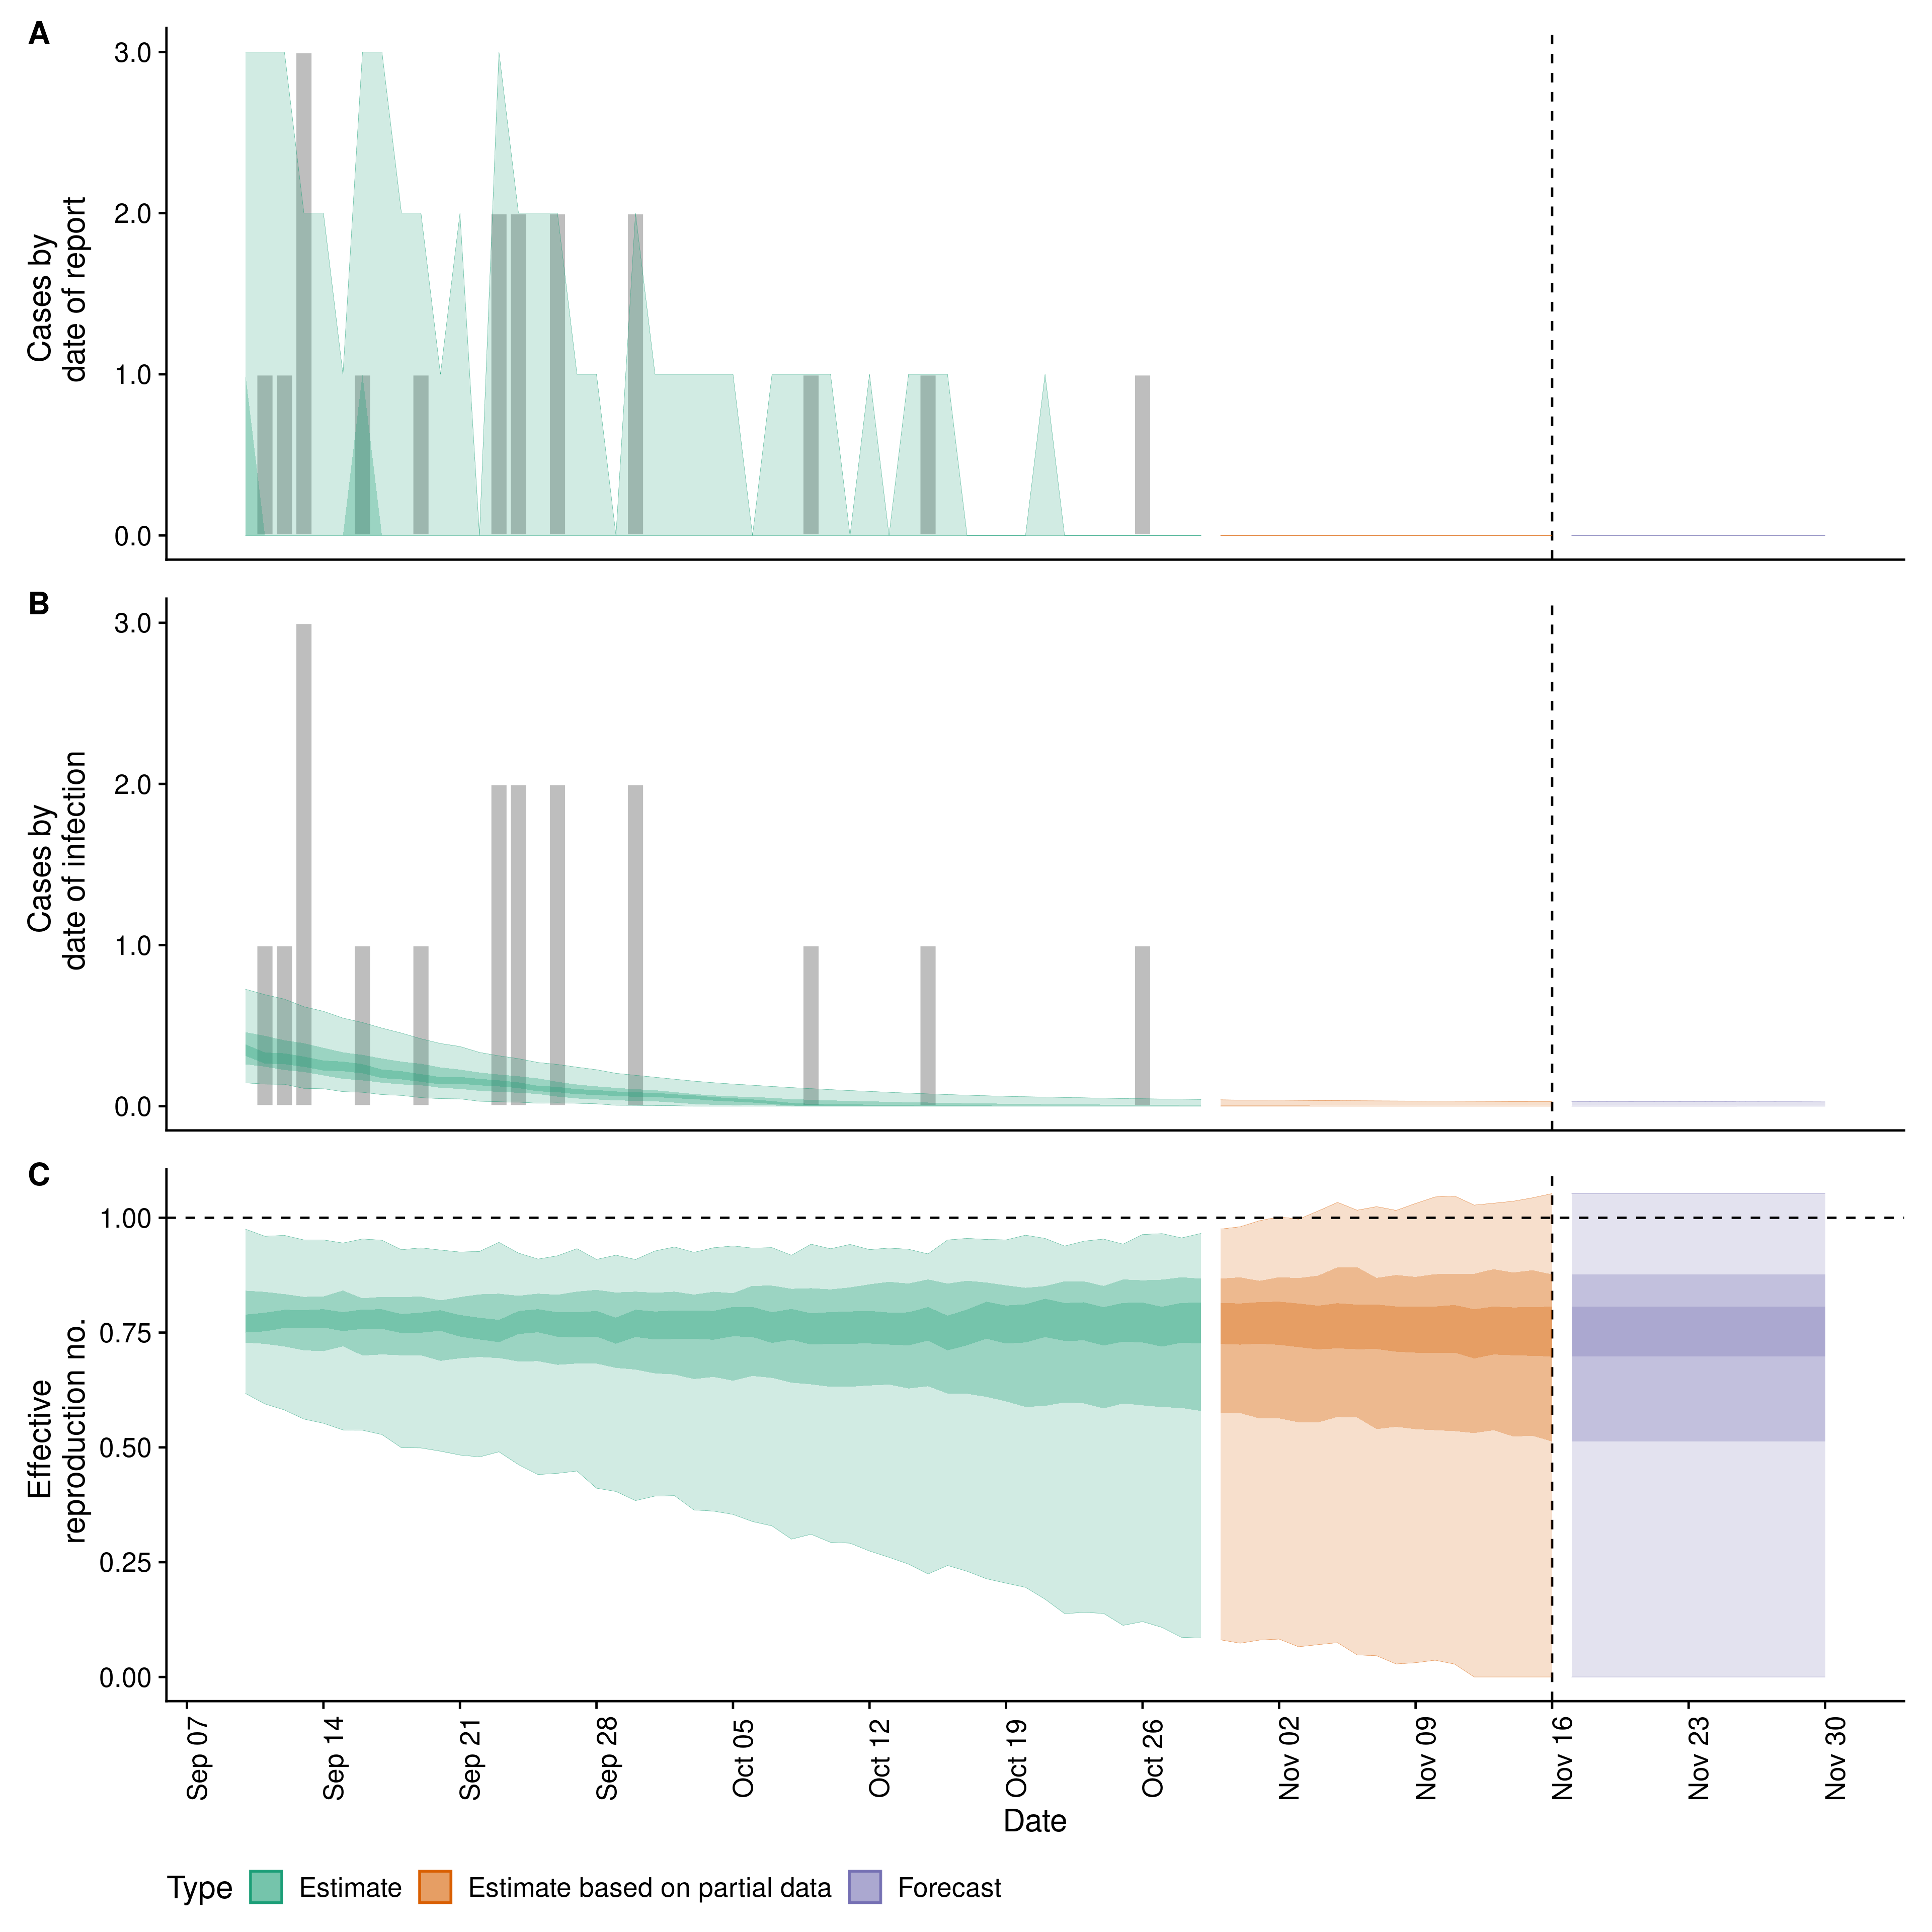 A
Cases by
date of report
3.0
2.0
1.0
0.0
B
Cases by
date of infection
3.0
2.0
1.0
0.0
C
Effective
reproduction no.
1.00
0.75
0.50
0.25
0.00
Sep 07
Sep 14
Sep 21
Sep 28
Oct 05
Oct 12
Oct 19
Oct 26
Nov 02
Nov 09
Nov 16
Nov 23
Nov 30
Date
Type Estimate Estimate based on partial data Forecast